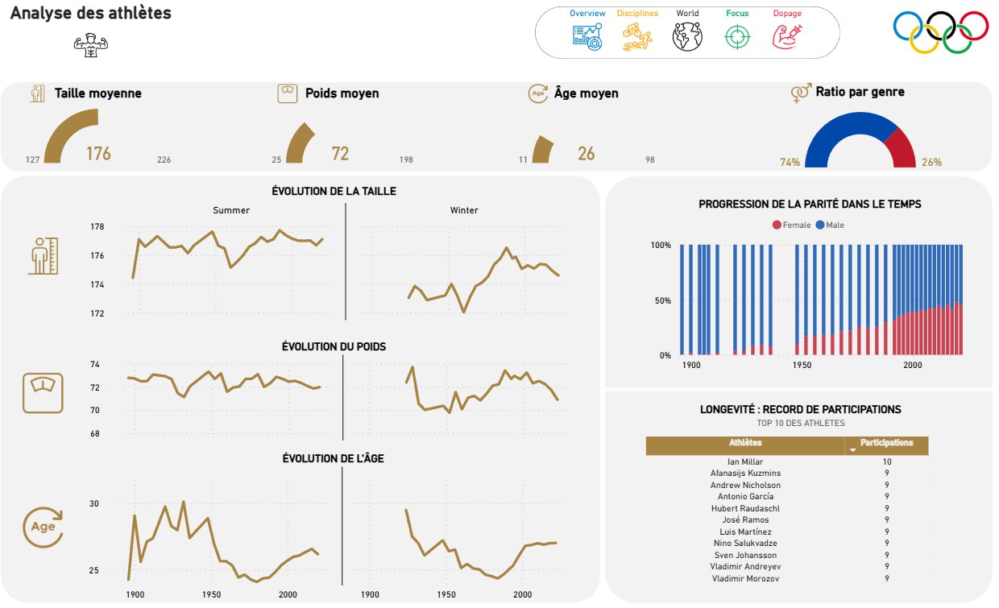 Analyse des athlètes
Overview Disciplines World Focus Dopage
Taille moyenne
127 176 226
Poids moyen
25 72 198
Age
Âge moyen
11 26 98
Ratio par genre
74% 26%
ÉVOLUTION DE LA TAILLE
Summer Winter
178
176
174
172
ÉVOLUTION DU POIDS
74
72
70
68
ÉVOLUTION DE L'ÂGE
Age
30
25
1900 1950 2000 1900 1950 2000
PROGRESSION DE LA PARITÉ DANS LE TEMPS
Female Male
100%
50%
0%
1900 1950 2000
LONGEVITÉ : RECORD DE PARTICIPATIONS
TOP 10 DES ATHLETES
Athlètes Participations
Ian Millar 10
Afanasijs Kuzmins 9
Andrew Nicholson 9
Antonio García 9
Hubert Raudaschl 9
José Ramos 9
Luis Martínez 9
Nino Salukvadze 9
Sven Johansson 9
Vladimir Andreyev 9
Vladimir Morozov 9